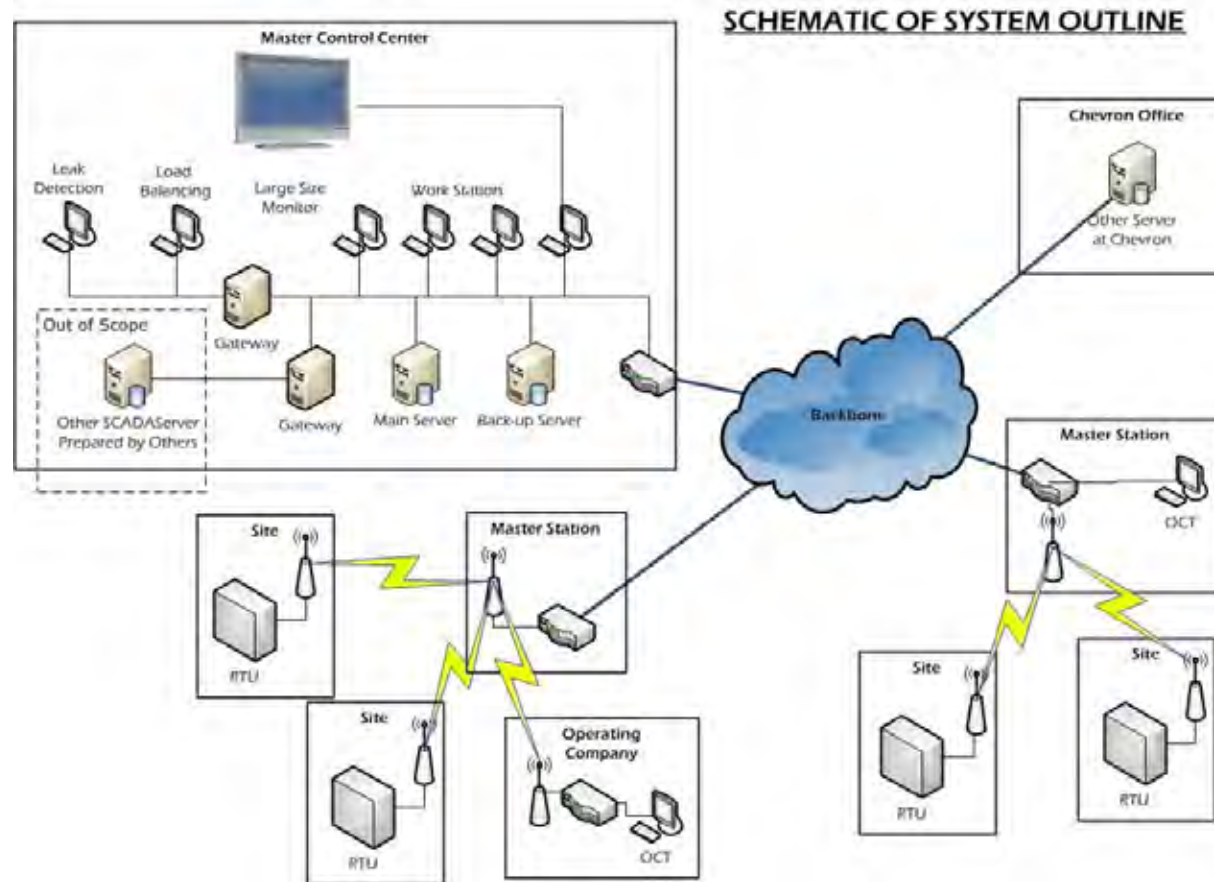 SCHEMATIC OF SYSTEM OUTLINE
Master Control Center
Leak
Detection
Load
Balancing
Large Size
Monitor
Work Station
Out of Scope
Gateway
Other SCADAServer
Prepared by Others
Gateway
Main Server
Back-up Server
Chevron Office
Other Server
at Chevron
Backbone
Master Station
OCT
Site
RTU
Master Station
Site
RTU
Operating
Company
OCT
Site
RTU
Site
RTU